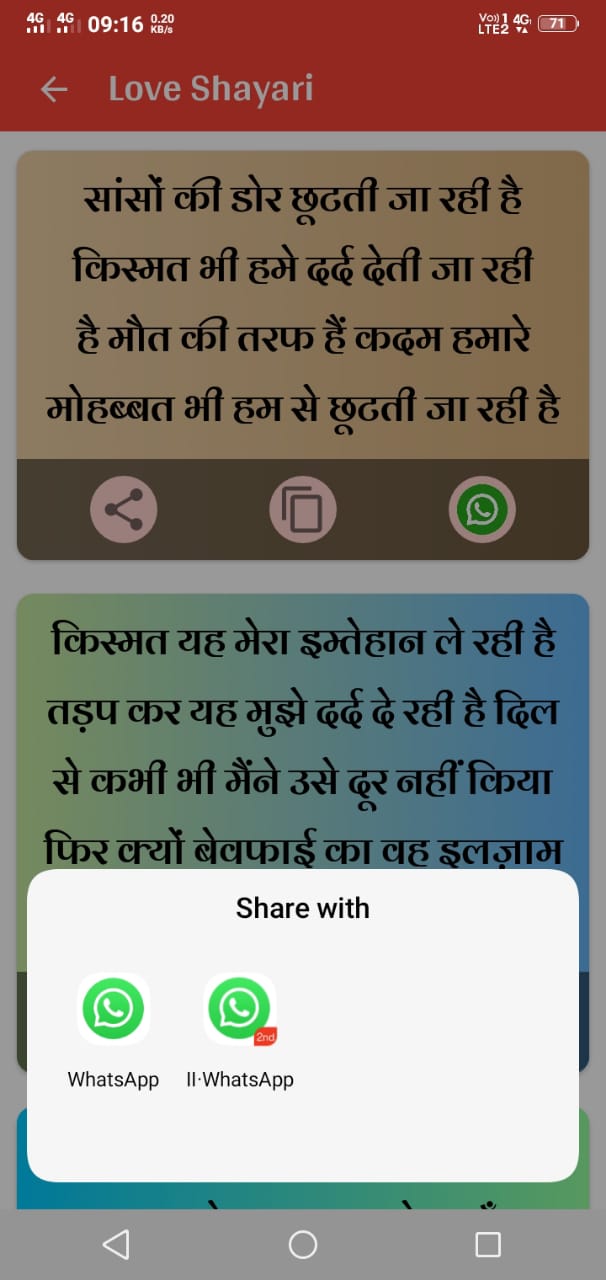 4G 4G 09:16 0.20 KB/s Vo)) 1 4G LTE2 71
Love Shayari
सांसों की डोर छूटती जा रही है
किस्मत भी हमे दर्द देती जा रही
है मौत की तरफ हैं कदम हमारे
मोहब्बत भी हम से छूटती जा रही है
किस्मत यह मेरा इम्तेहान ले रही है
तड़प कर यह मुझे दर्द दे रही है दिल
से कभी भी मैंने उसे दूर नहीं किया
फिर क्यों बेवफाई का वह इलज़ाम
Share with
2nd
WhatsApp II·WhatsApp